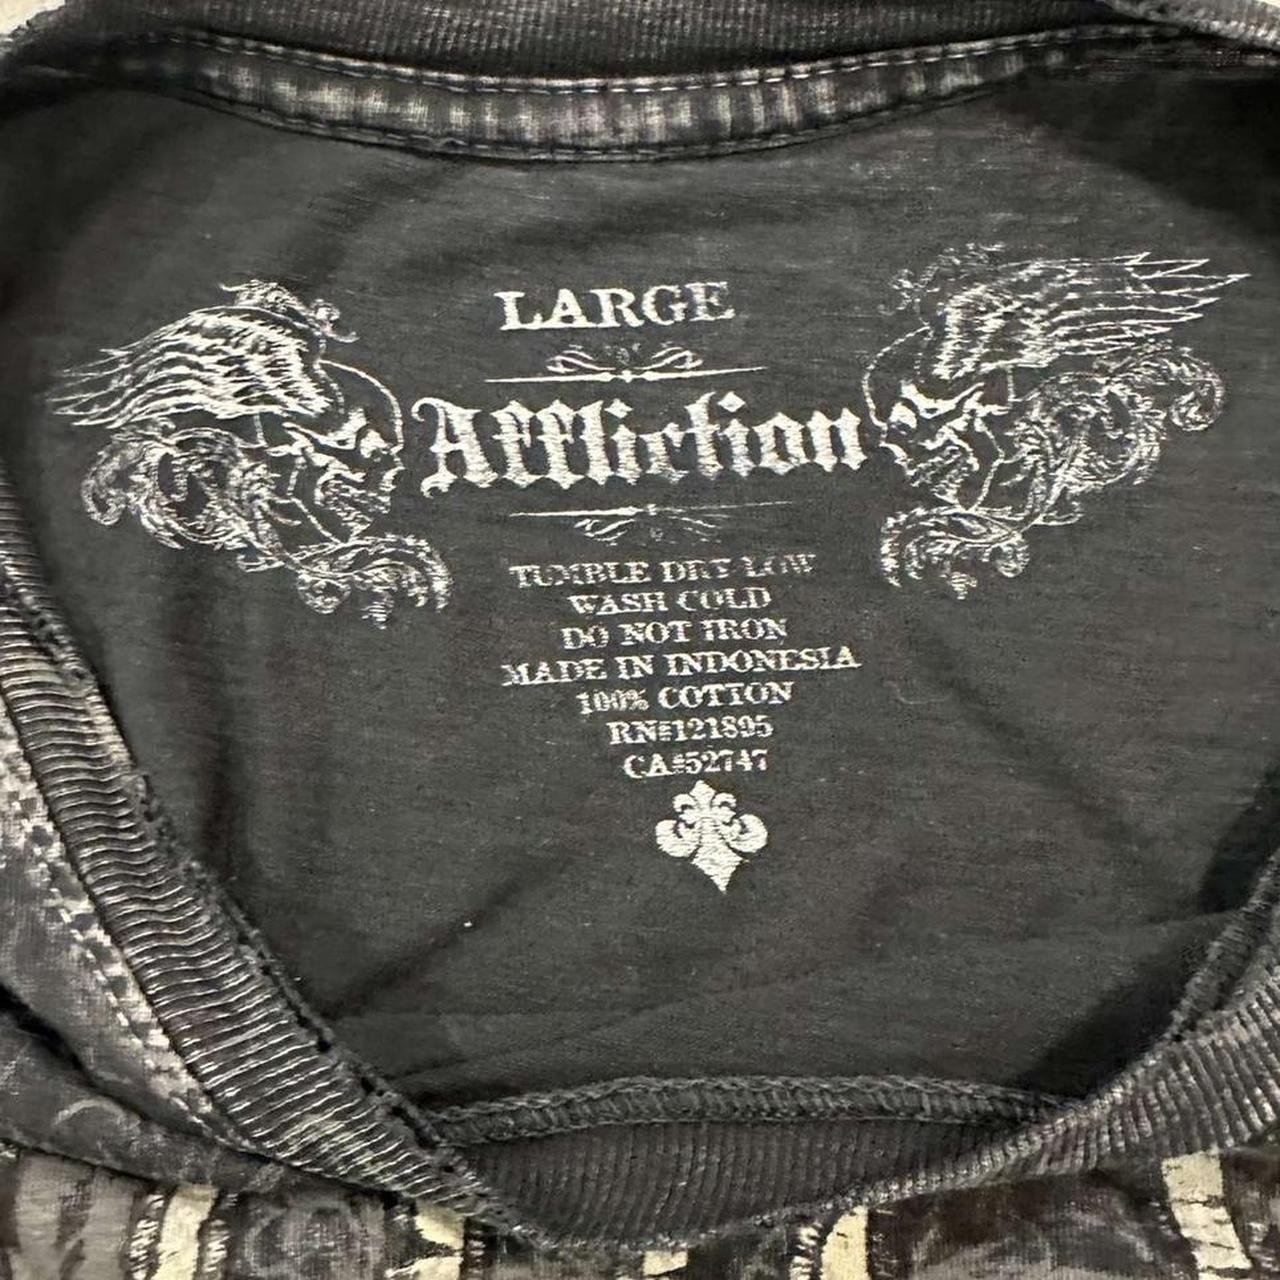 LARGE
Affliction
TUMBLE DRY LOW
WASH COLD
DO NOT IRON
MADE IN INDONESIA
100% COTTON
RN#121895
CA#52747